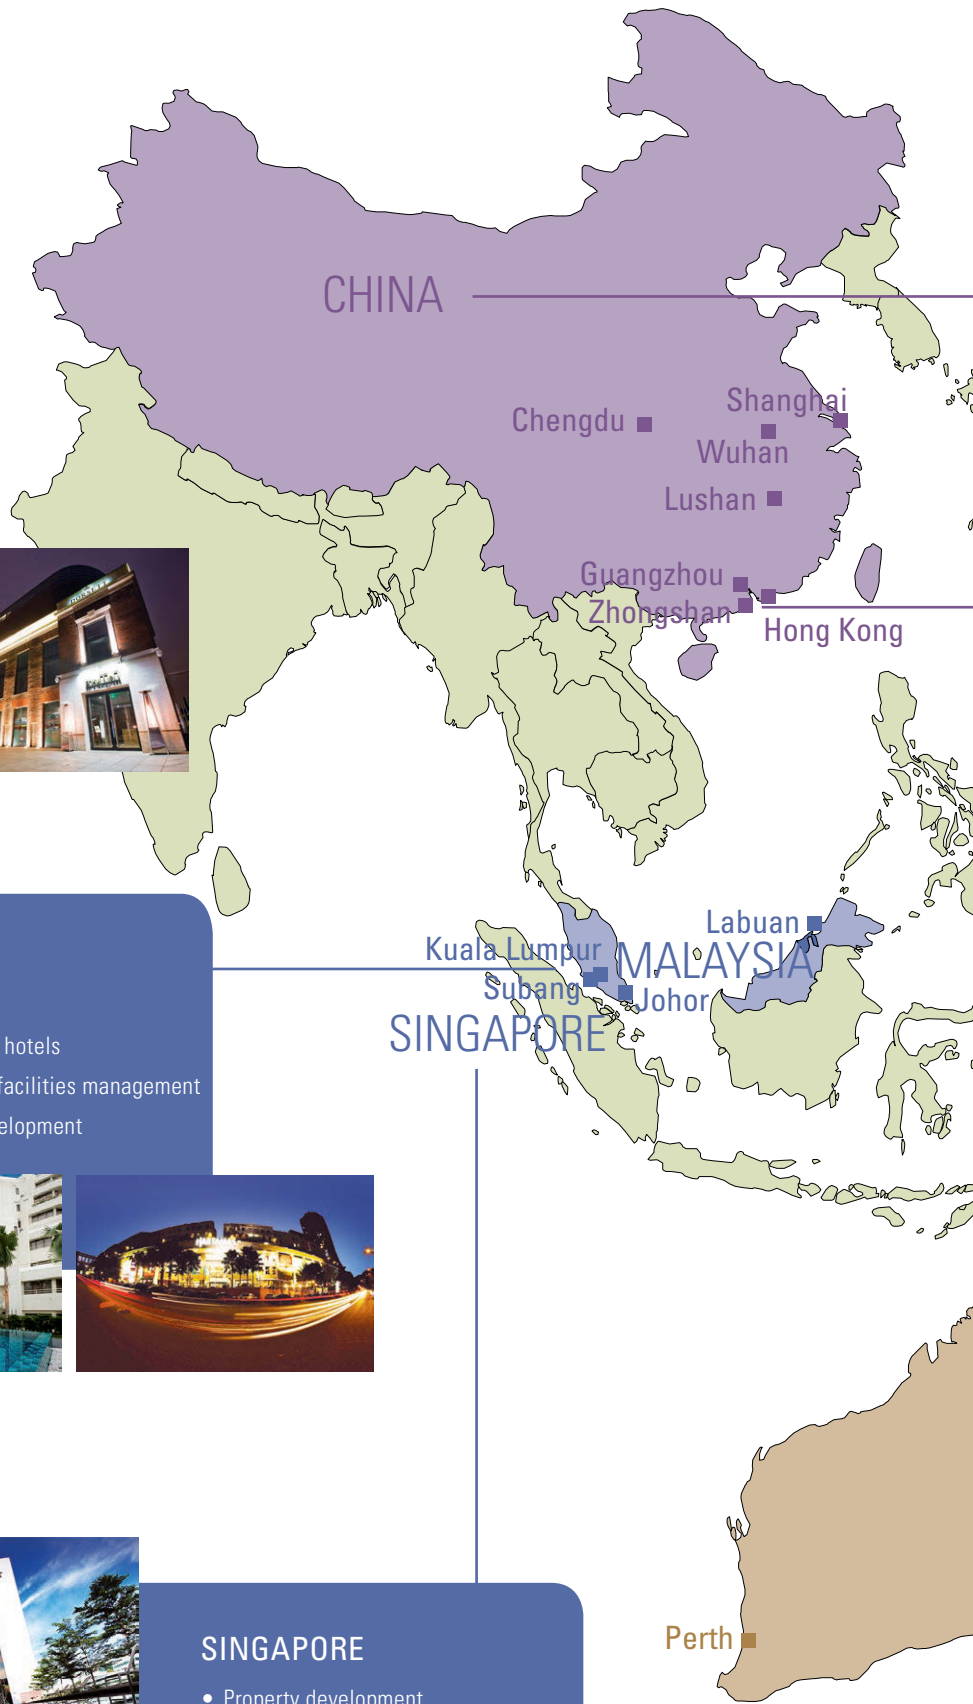 CHINA
Shanghai
Chengdu
Wuhan
Lushan
Guangzhou
Zhongshan
Hong Kong
DORSETT
Labuan
Kuala Lumpur
MALAYSIA
Subang
Johor
SINGAPORE
hotels
facilities management
elopment
Perth
SINGAPORE
• Property development